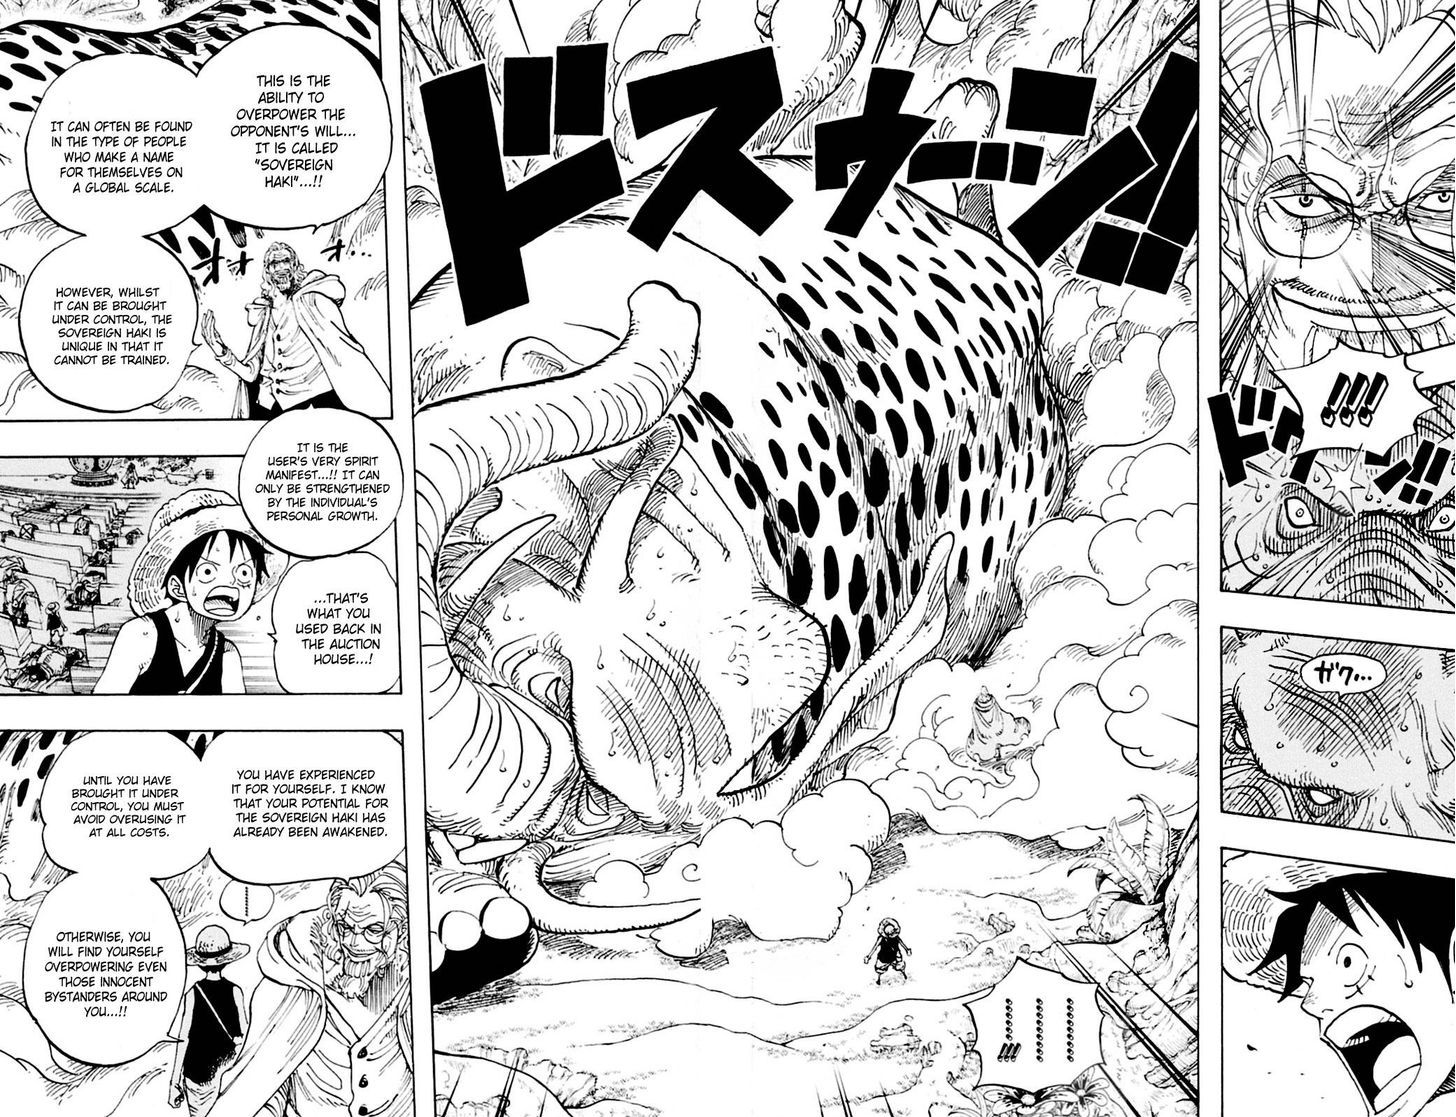 !!!!
ドドォン!!
ガク...
ドスゥーン!!
!!!
THIS IS THE
ABILITY TO
OVERPOWER THE
OPPONENT'S WILL...
IT IS CALLED
"SOVEREIGN
HAKI"...!!
IT CAN OFTEN BE FOUND
IN THE TYPE OF PEOPLE
WHO MAKE A NAME
FOR THEMSELVES ON
A GLOBAL SCALE.
オオオオ...
HOWEVER, WHILST
IT CAN BE BROUGHT
UNDER CONTROL, THE
SOVEREIGN HAKI IS
UNIQUE IN THAT IT
CANNOT BE TRAINED.
IT IS THE
USER'S VERY SPIRIT
MANIFEST...!! IT CAN
ONLY BE STRENGTHENED
BY THE INDIVIDUAL'S
PERSONAL GROWTH.
...THAT'S
WHAT YOU
USED BACK IN
THE AUCTION
HOUSE...!
YOU HAVE EXPERIENCED
IT FOR YOURSELF. I KNOW
THAT YOUR POTENTIAL FOR
THE SOVEREIGN HAKI HAS
ALREADY BEEN AWAKENED.
UNTIL YOU HAVE
BROUGHT IT UNDER
CONTROL, YOU MUST
AVOID OVERUSING IT
AT ALL COSTS.
OTHERWISE, YOU
WILL FIND YOURSELF
OVERPOWERING EVEN
THOSE INNOCENT
BYSTANDERS AROUND
YOU...!!